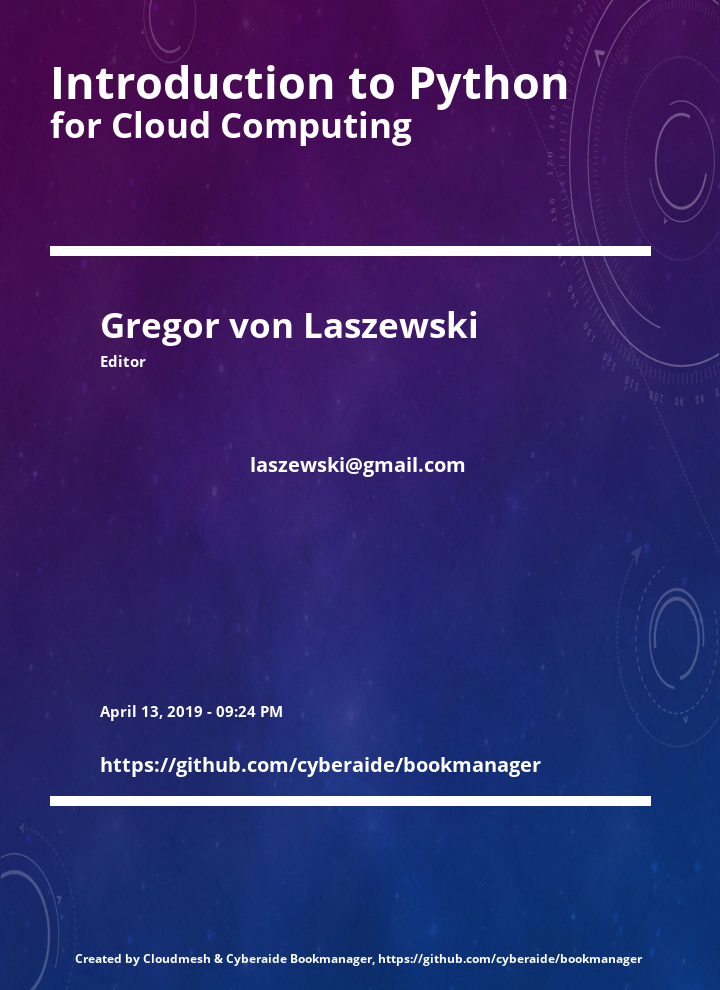 Introduction to Python
for Cloud Computing
Gregor von Laszewski
Editor
laszewski@gmail.com
April 13, 2019 - 09:24 PM
https://github.com/cyberaide/bookmanager
Created by Cloudmesh & Cyberaide Bookmanager, https://github.com/cyberaide/bookmanager